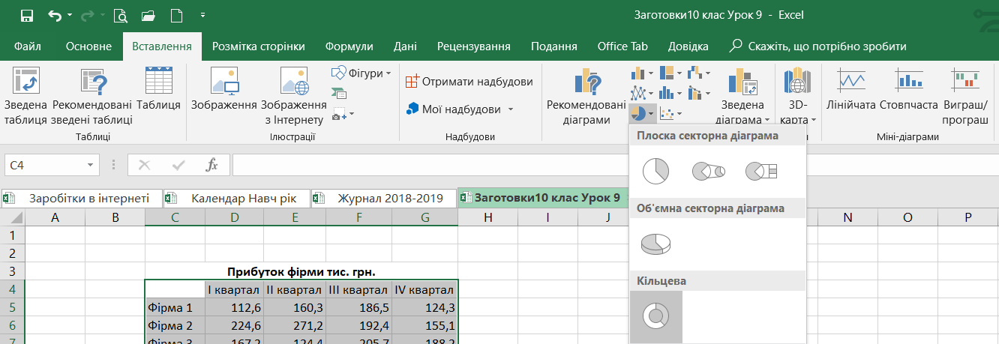 Заготовки10 клас Урок 9 - Excel
Файл Основне Вставлення Розмітка сторінки Формули Дані Рецензування Подання Office Tab Довідка Скажіть, що потрібно зробити
Зведена таблиця
Рекомендовані зведені таблиці
Таблиця
Таблиці
Зображення
Зображення з Інтернету
Фігури
Ілюстрації
Отримати надбудови
Мої надбудови
Надбудови
Рекомендовані діаграми
Зведена діаграма
3D-карта
Лінійчата Стовпчаста Виграш/програш
Міні-діаграми
Плоска секторна діаграма
Об'ємна секторна діаграма
Кільцева
C4
fx
Заробітки в інтернеті Календар Навч рік Журнал 2018-2019 Заготовки10 клас Урок 9
A B C D E F G H I J N O P
1
2
3 Прибуток фірми тис. грн.
4 I квартал II квартал III квартал IV квартал
5 Фірма 1 112,6 160,3 186,5 124,3
6 Фірма 2 224,6 271,2 192,4 155,1
7 Фірма 3 167,2 124,4 205,7 188,2